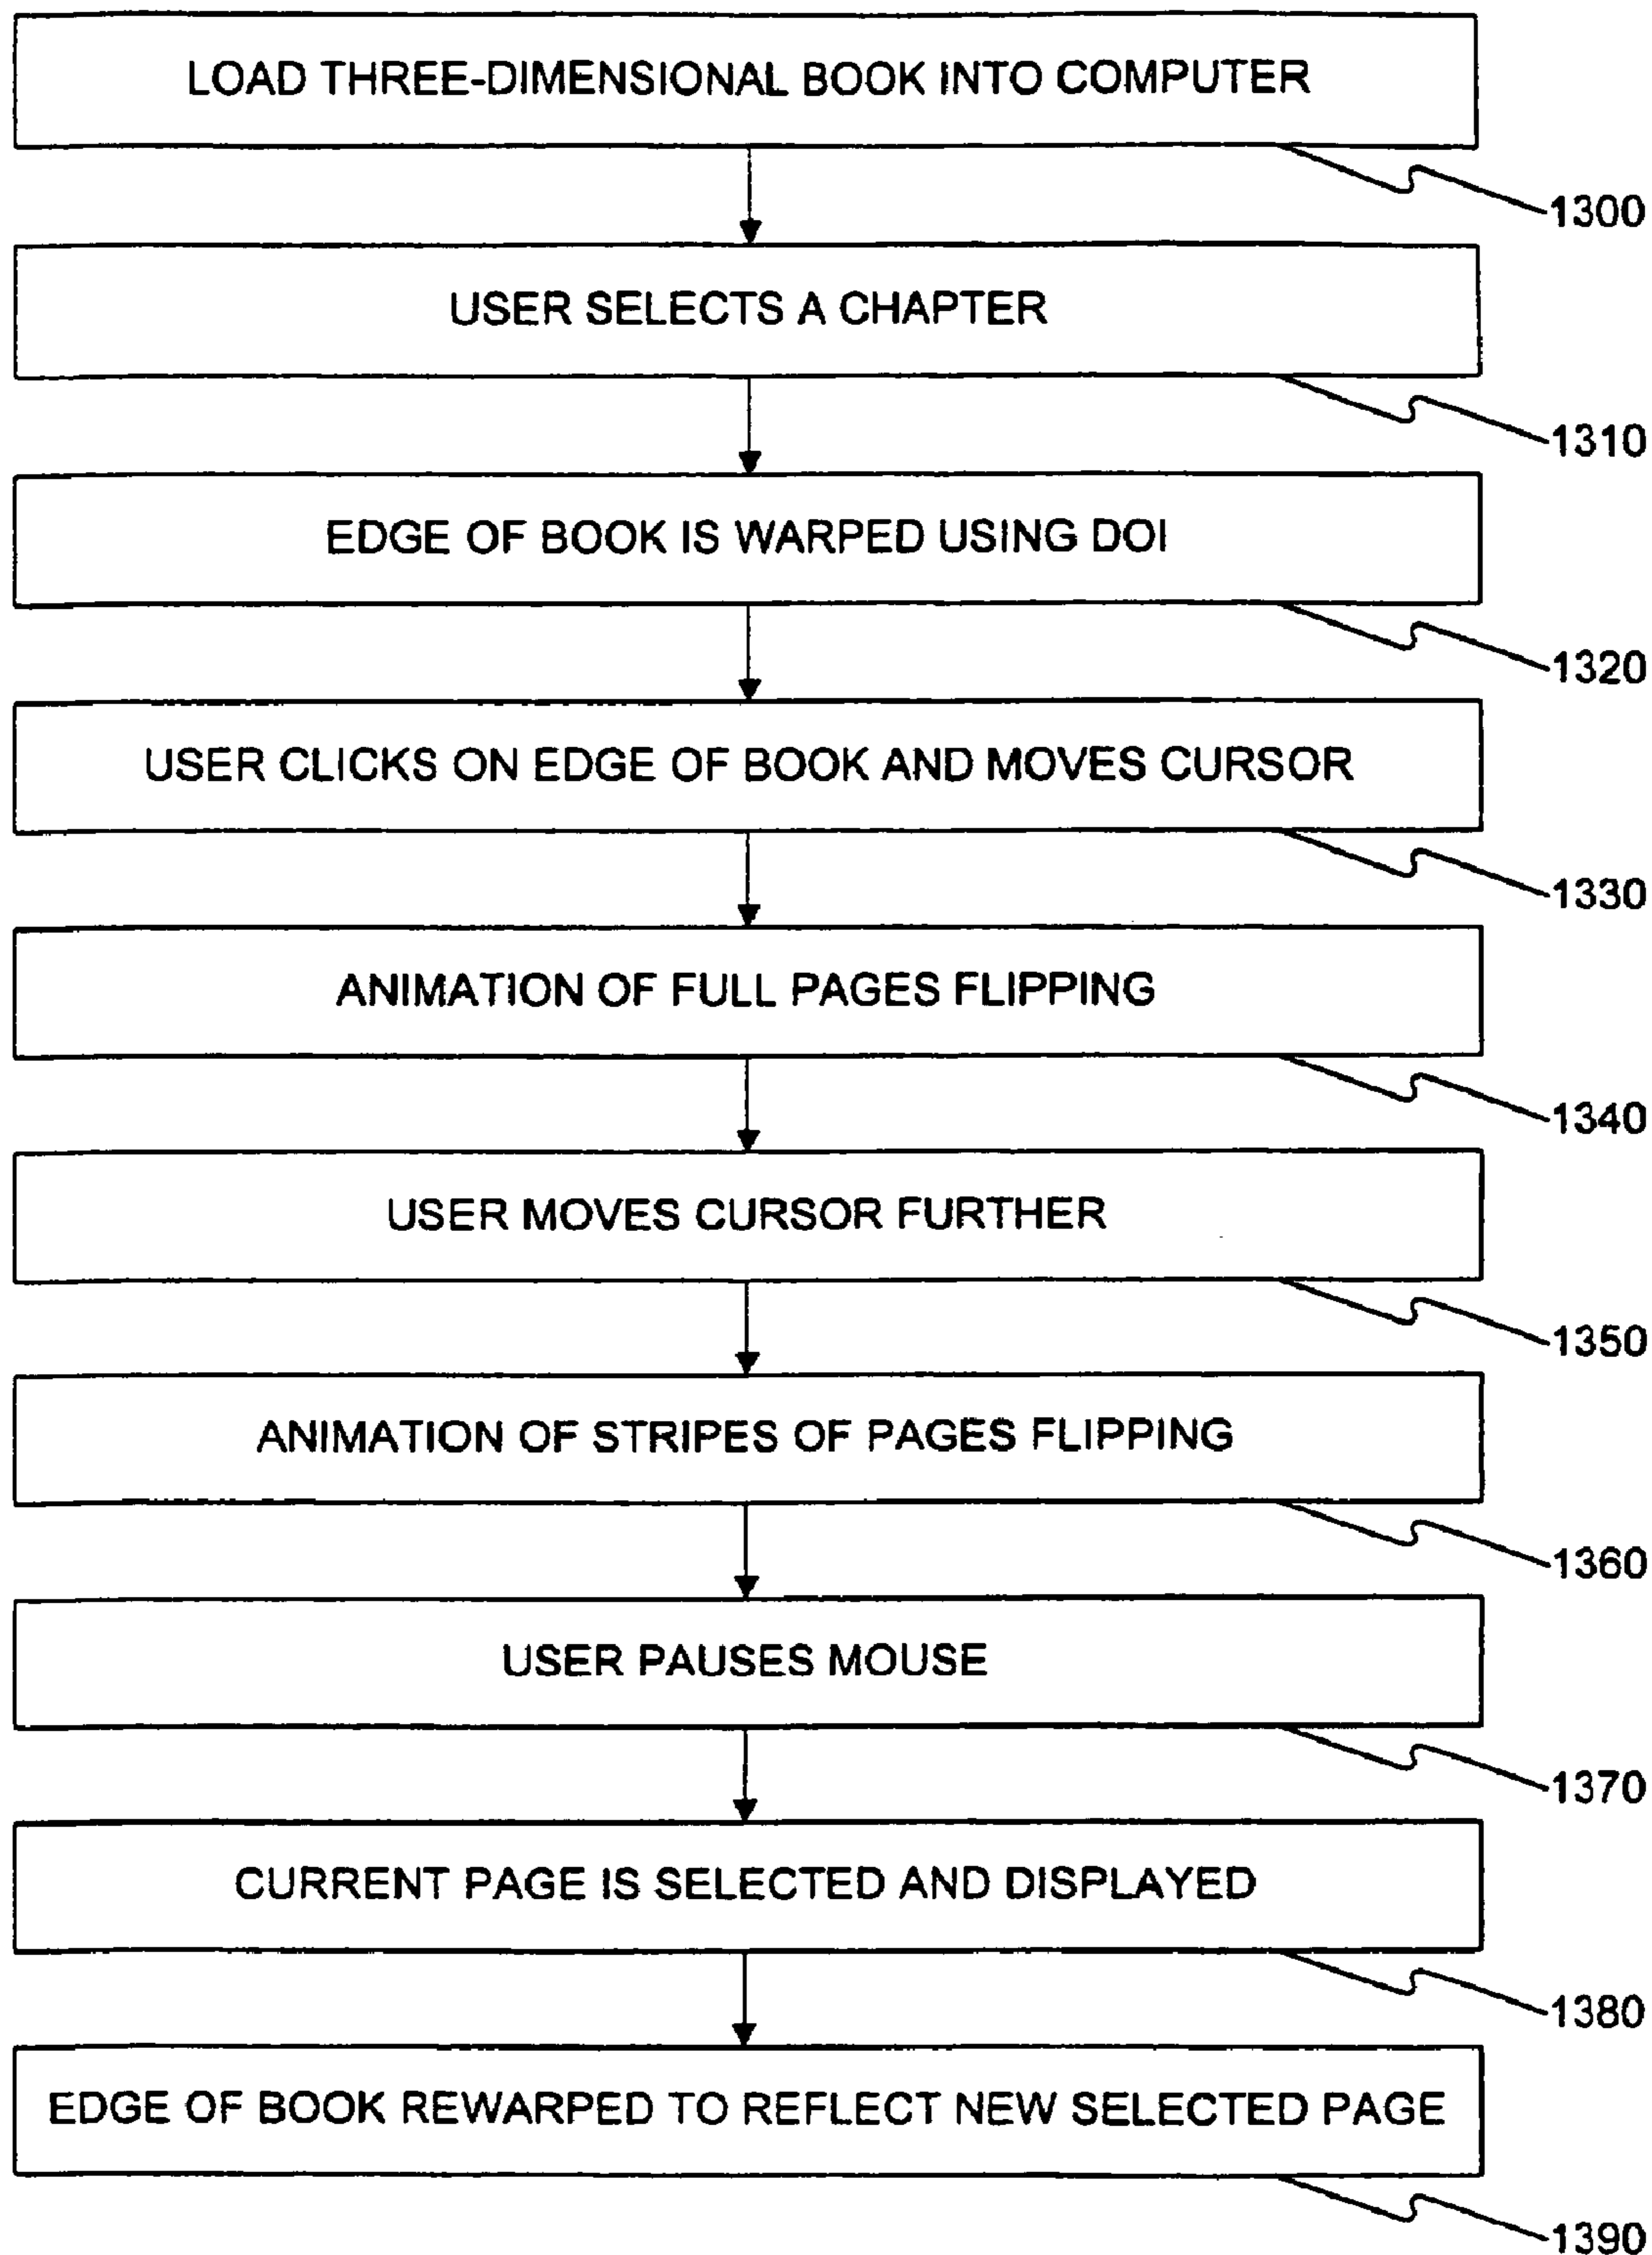 LOAD THREE-DIMENSIONAL BOOK INTO COMPUTER
1300
USER SELECTS A CHAPTER
1310
EDGE OF BOOK IS WARPED USING DOI
1320
USER CLICKS ON EDGE OF BOOK AND MOVES CURSOR
1330
ANIMATION OF FULL PAGES FLIPPING
1340
USER MOVES CURSOR FURTHER
1350
ANIMATION OF STRIPES OF PAGES FLIPPING
1360
USER PAUSES MOUSE
1370
CURRENT PAGE IS SELECTED AND DISPLAYED
1380
EDGE OF BOOK REWARPED TO REFLECT NEW SELECTED PAGE
1390